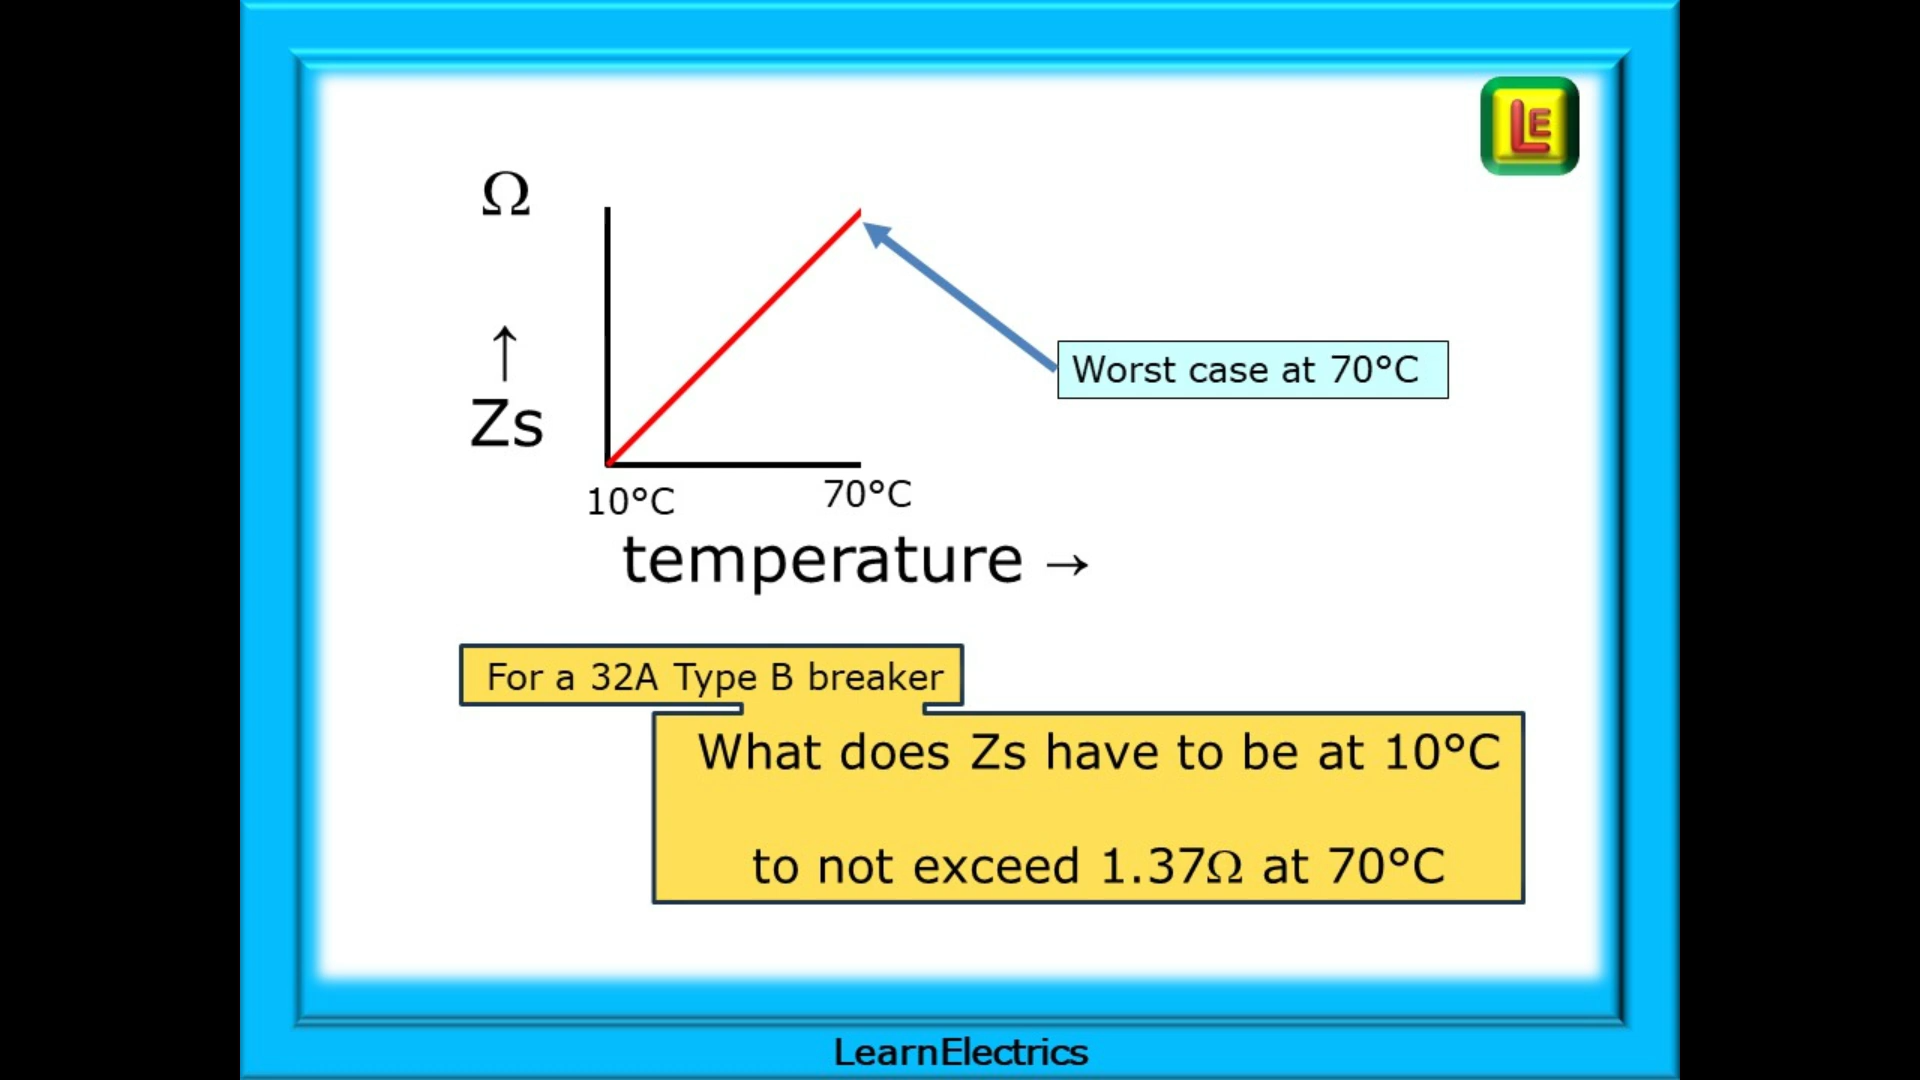 LE
Ω
↑
Zs
Worst case at 70°C
10°C
70°C
temperature →
For a 32A Type B breaker
What does Zs have to be at 10°C
to not exceed 1.37Ω at 70°C
LearnElectrics